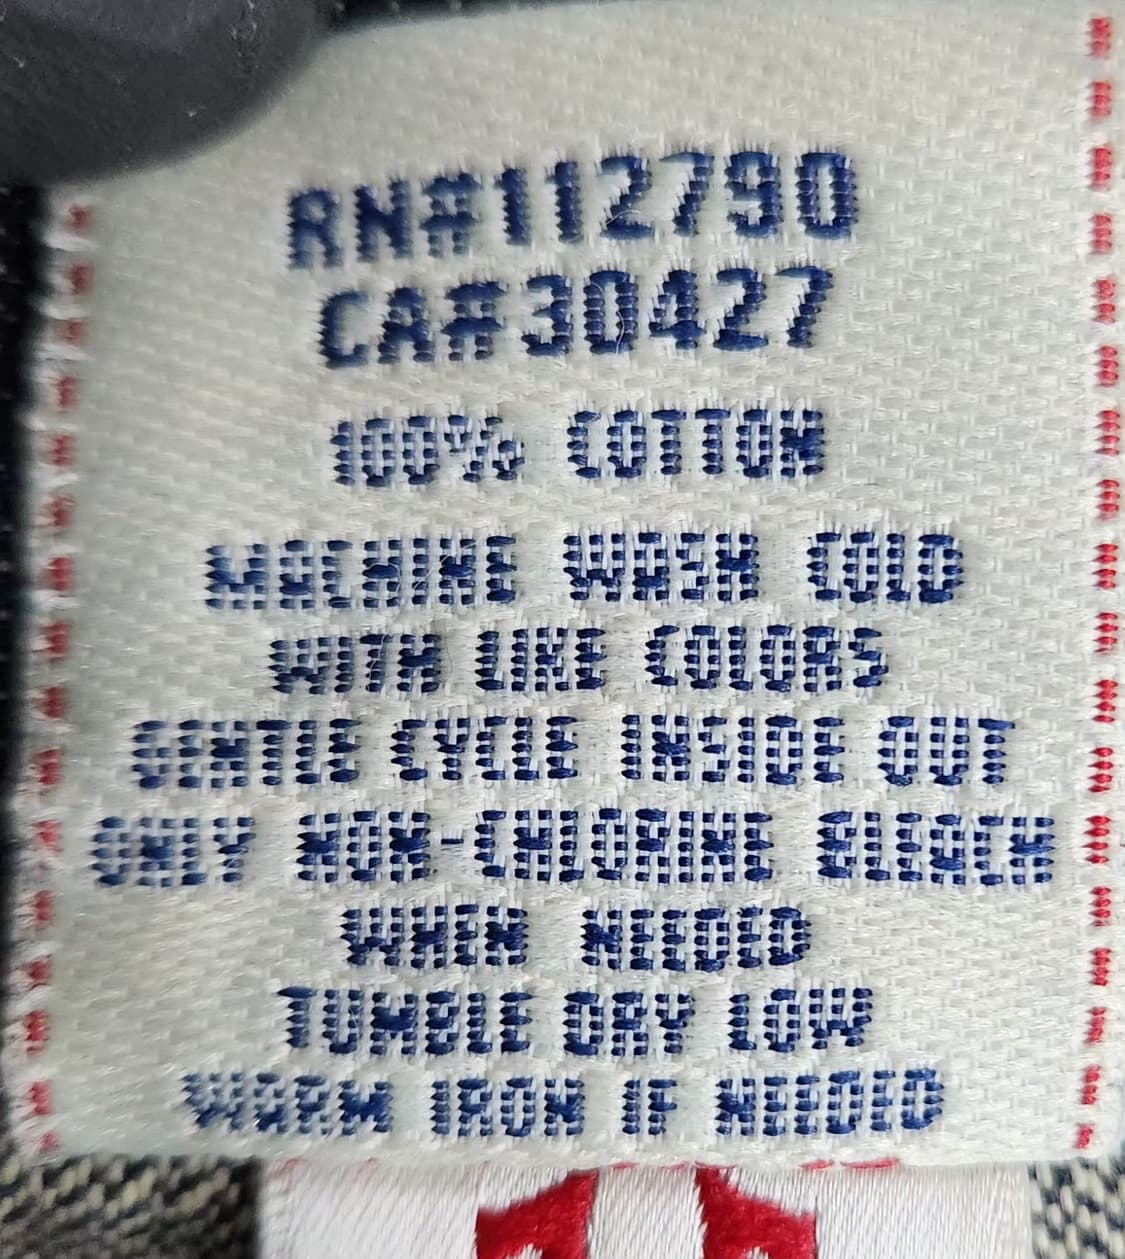 RN#112790
CA#30427
100% COTTON
MACHINE WASH COLD
WITH LIKE COLORS
GENTLE CYCLE INSIDE OUT
ONLY NON-CHLORINE BLEACH
WHEN NEEDED
TUMBLE DRY LOW
WARM IRON IF NEEDED